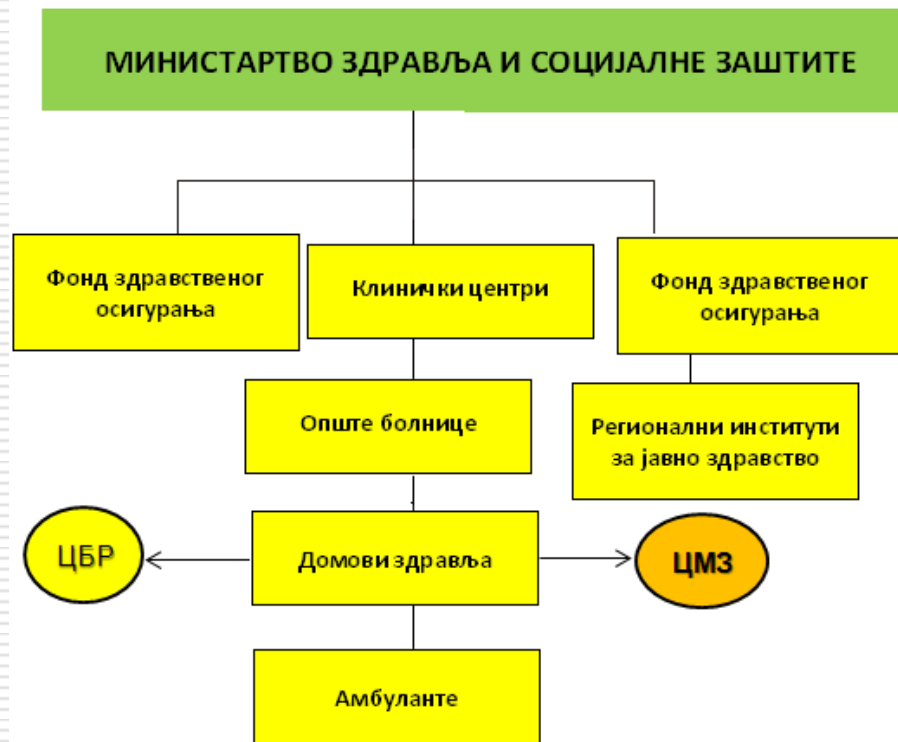 МИНИСТАРТВО ЗДРАВЉА И СОЦИЈАЛНЕ ЗАШТИТЕ
Фонд здравственог
осигурања
Клинички центри
Фонд здравственог
осигурања
Опште болнице
Регионални институти
за јавно здравство
ЦБР
Домови здравља
ЦМЗ
Амбуланте